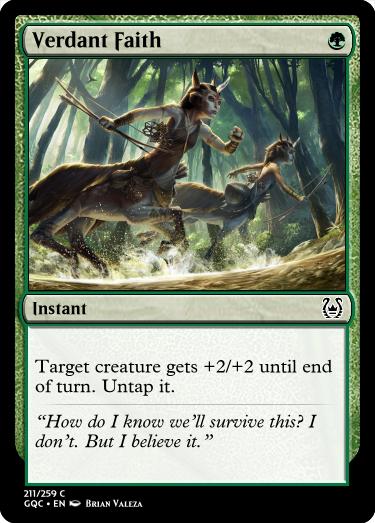 Verdant Faith
Instant
Target creature gets +2/+2 until end
of turn. Untap it.
“How do I know we’ll survive this? I
don’t. But I believe it.”
211/259 C
GQC • EN Brian Valeza